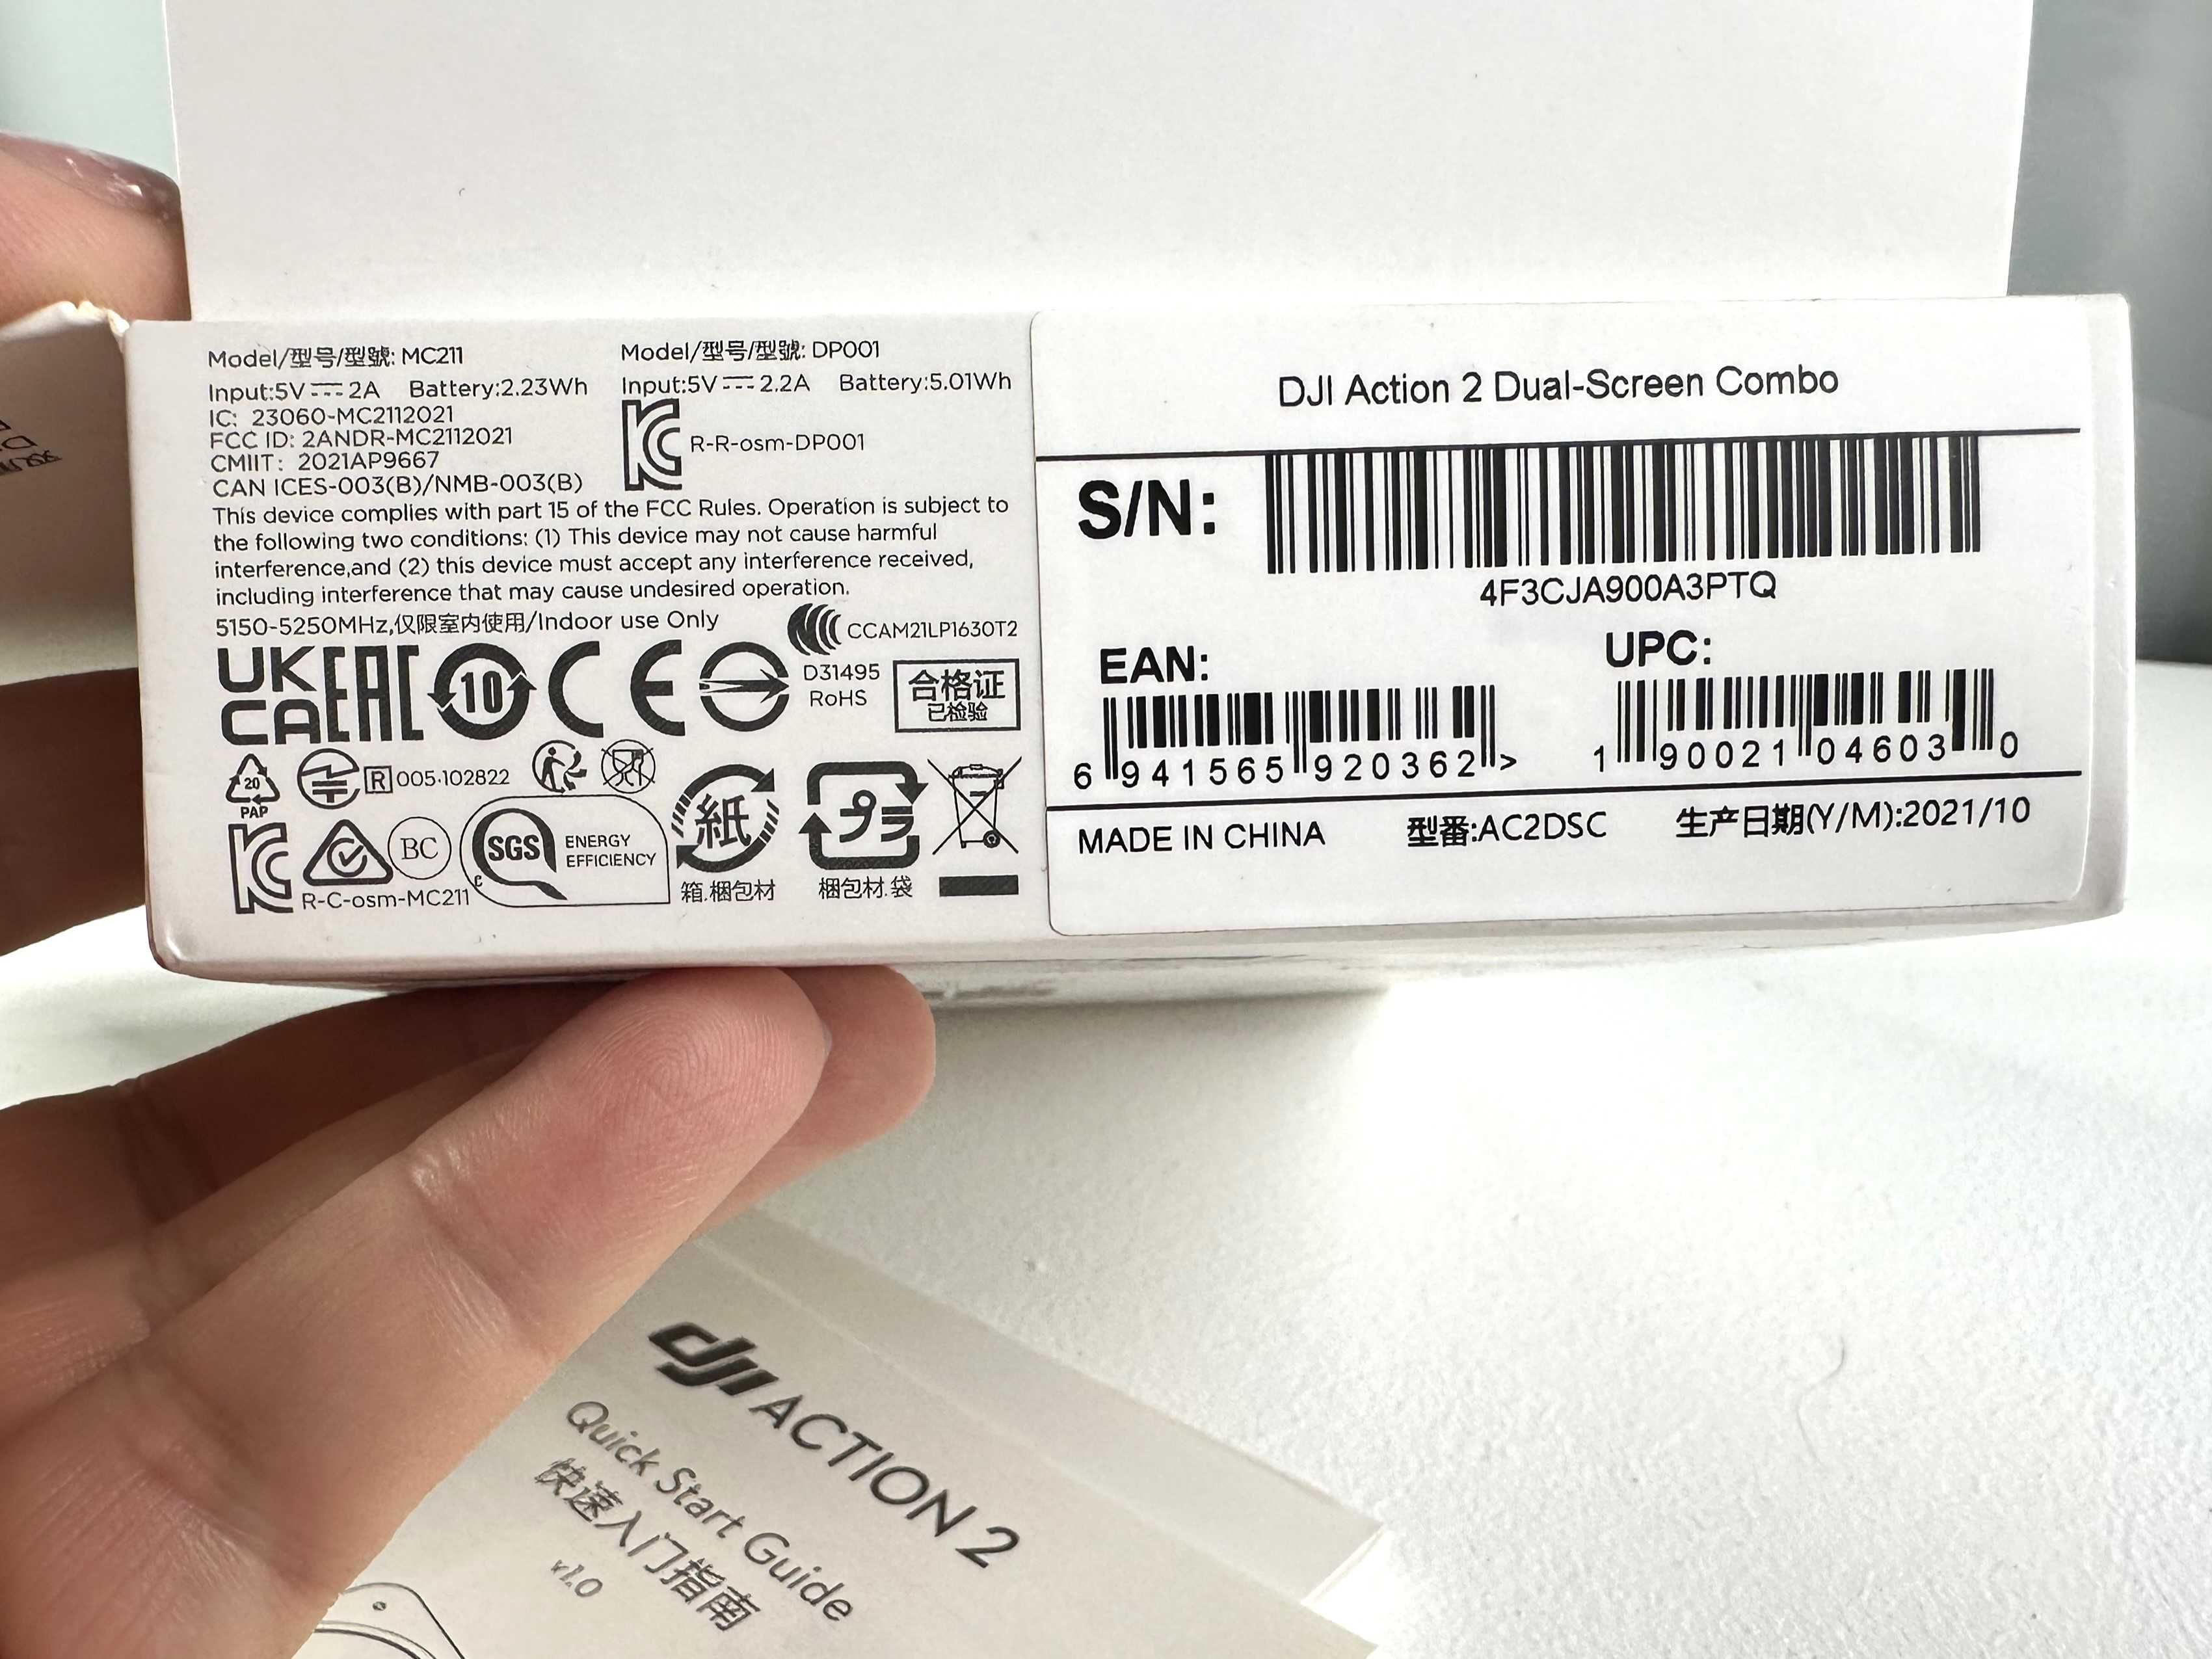 Model/型号/型號: MC211
Input:5V⎓2A Battery:2.23Wh
IC: 23060-MC2112021
FCC ID: 2ANDR-MC2112021
CMIIT: 2021AP9667
CAN ICES-003(B)/NMB-003(B)
Model/型号/型號: DP001
Input:5V⎓2.2A Battery:5.01Wh
R-R-osm-DP001
This device complies with part 15 of the FCC Rules. Operation is subject to
the following two conditions: (1) This device may not cause harmful
interference,and (2) this device must accept any interference received,
including interference that may cause undesired operation.
5150-5250MHz,仅限室内使用/Indoor use Only
CCAM21LP1630T2
UK
CA
EAC
10
CE
D31495
RoHS
合格证
已检验
20
PAP
R 005-102822
紙
プラ
BC
SGS
ENERGY
EFFICIENCY
R-C-osm-MC211
箱.梱包材
梱包材.袋
DJI Action 2 Dual-Screen Combo
S/N:
4F3CJA900A3PTQ
EAN:
6 941565 920362 >
UPC:
1 90021 04603 0
MADE IN CHINA 型番:AC2DSC 生产日期(Y/M):2021/10
dji ACTION 2
Quick Start Guide
快速入门指南
v1.0